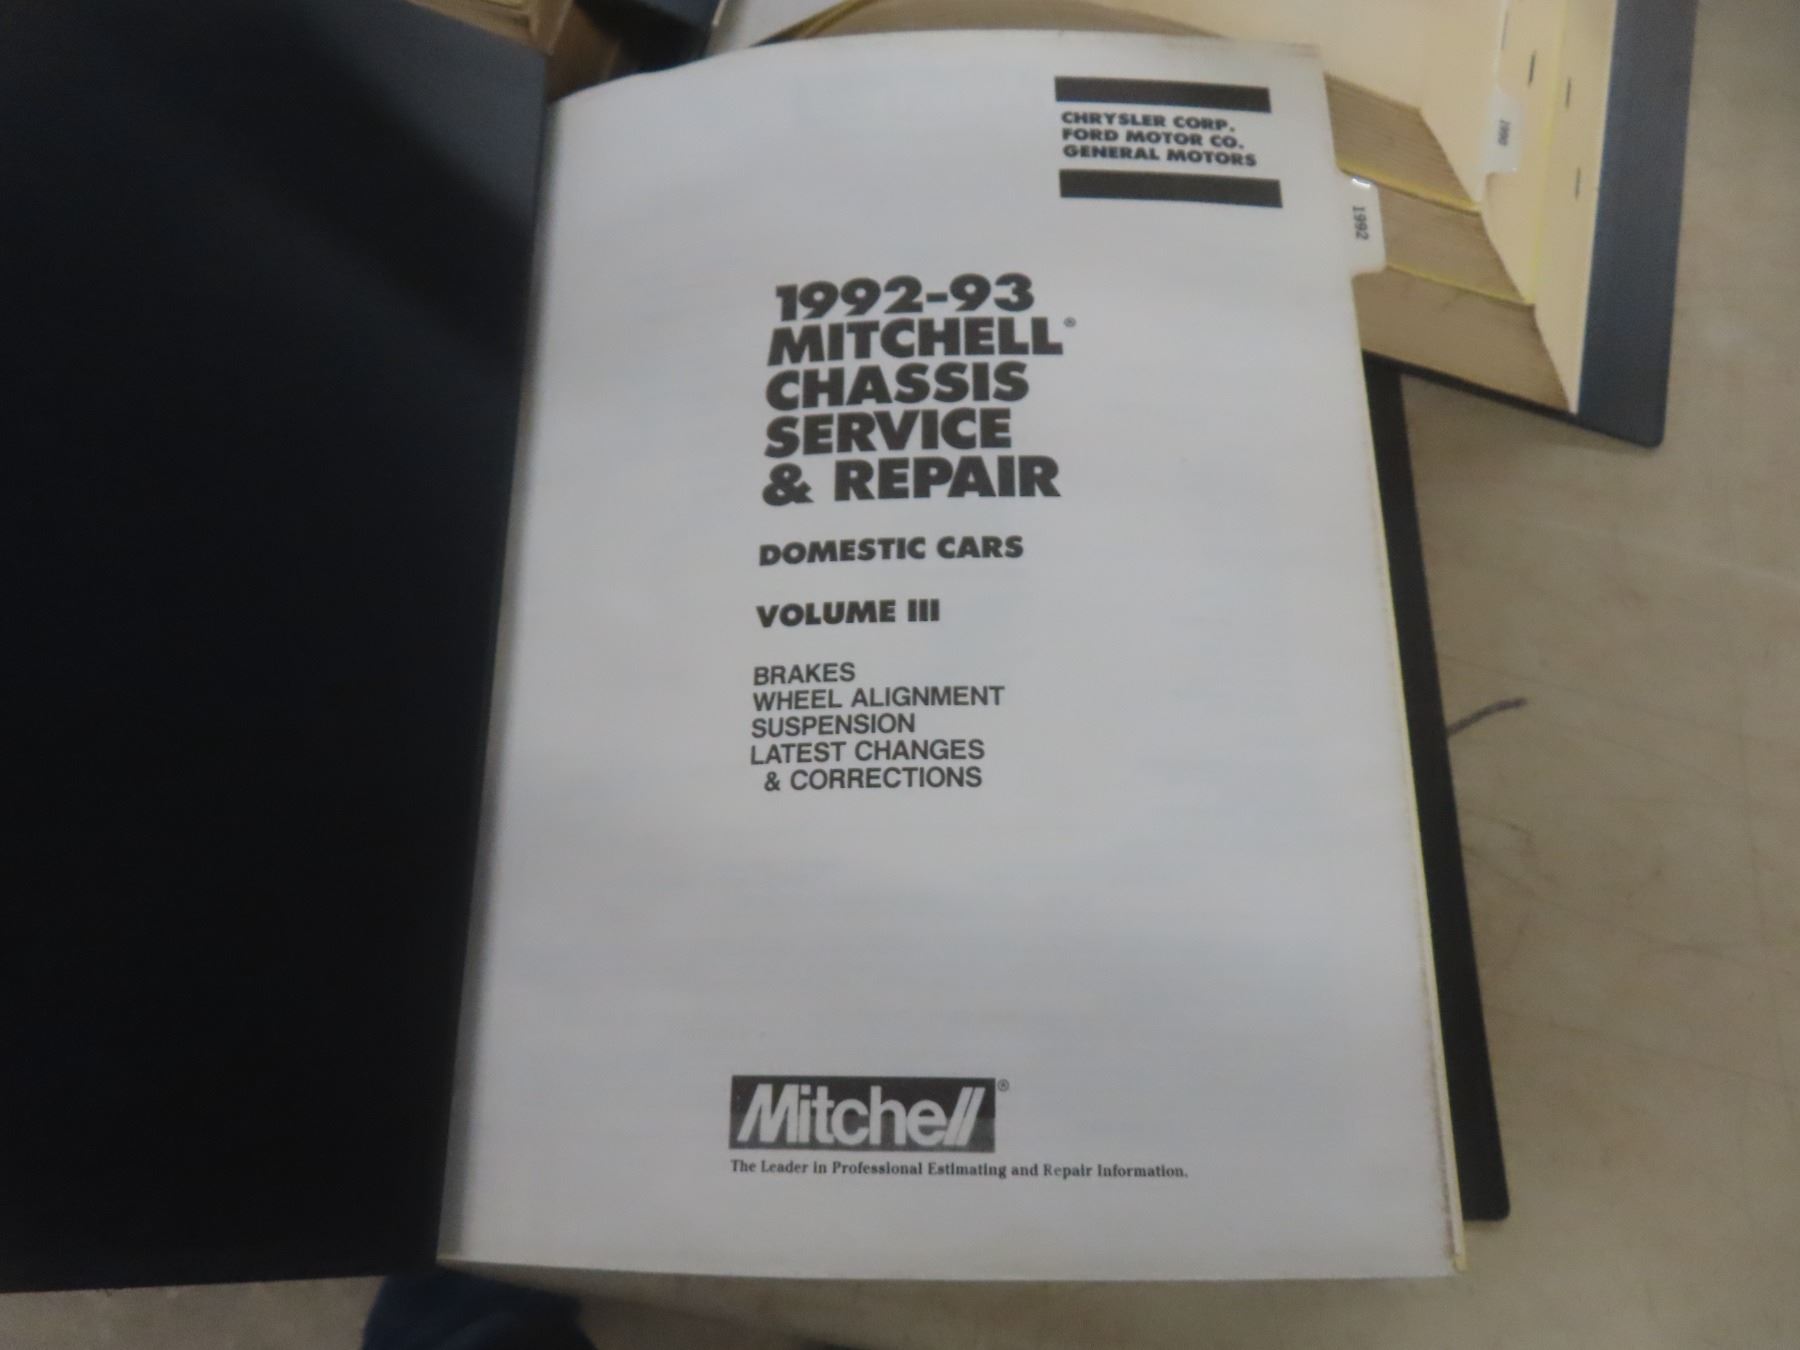 CHRYSLER CORP.
FORD MOTOR CO.
GENERAL MOTORS
1992-93
MITCHELL®
CHASSIS
SERVICE
& REPAIR
DOMESTIC CARS
VOLUME III
BRAKES
WHEEL ALIGNMENT
SUSPENSION
LATEST CHANGES
& CORRECTIONS
Mitchell®
The Leader in Professional Estimating and Repair Information.
1992